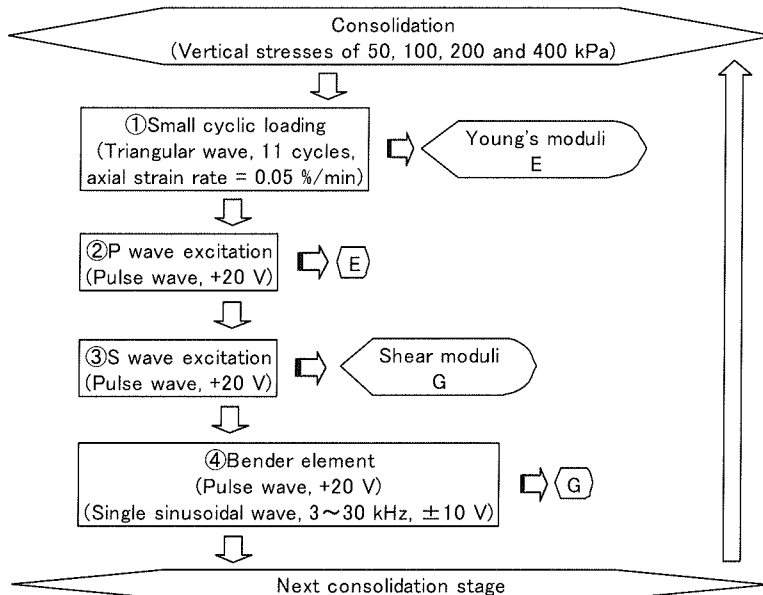 Consolidation
(Vertical stresses of 50, 100, 200 and 400 kPa)
①Small cyclic loading
(Triangular wave, 11 cycles,
axial strain rate = 0.05 %/min)
Young's moduli
E
②P wave excitation
(Pulse wave, +20 V)
E
③S wave excitation
(Pulse wave, +20 V)
Shear moduli
G
④Bender element
(Pulse wave, +20 V)
(Single sinusoidal wave, 3～30 kHz, ±10 V)
G
Next consolidation stage